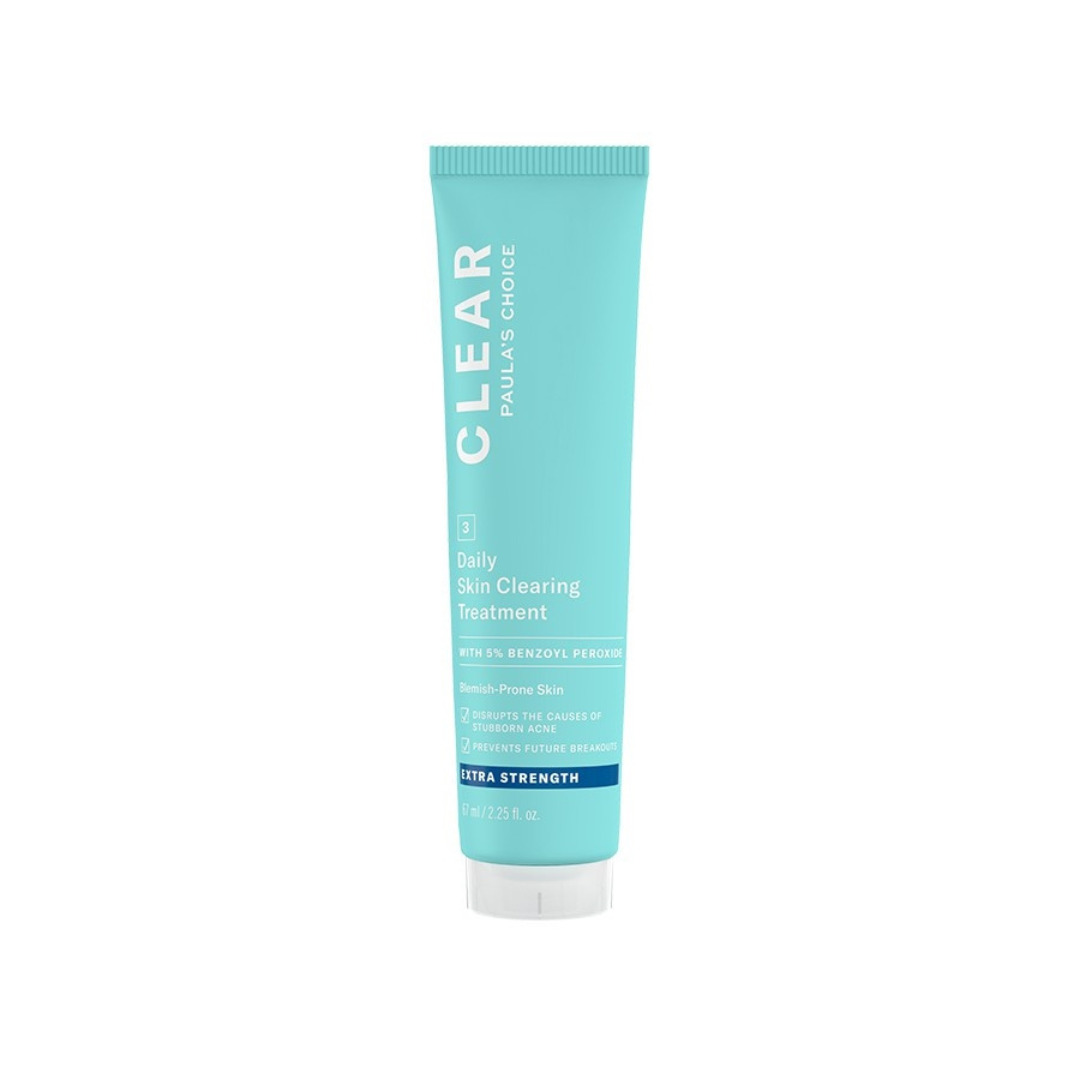 CLEAR
PAULA'S CHOICE
3
Daily
Skin Clearing
Treatment
WITH 5% BENZOYL PEROXIDE
Blemish-Prone Skin
DISRUPTS THE CAUSES OF
STUBBORN ACNE
PREVENTS FUTURE BREAKOUTS
EXTRA STRENGTH
67 ml / 2.25 fl. oz.